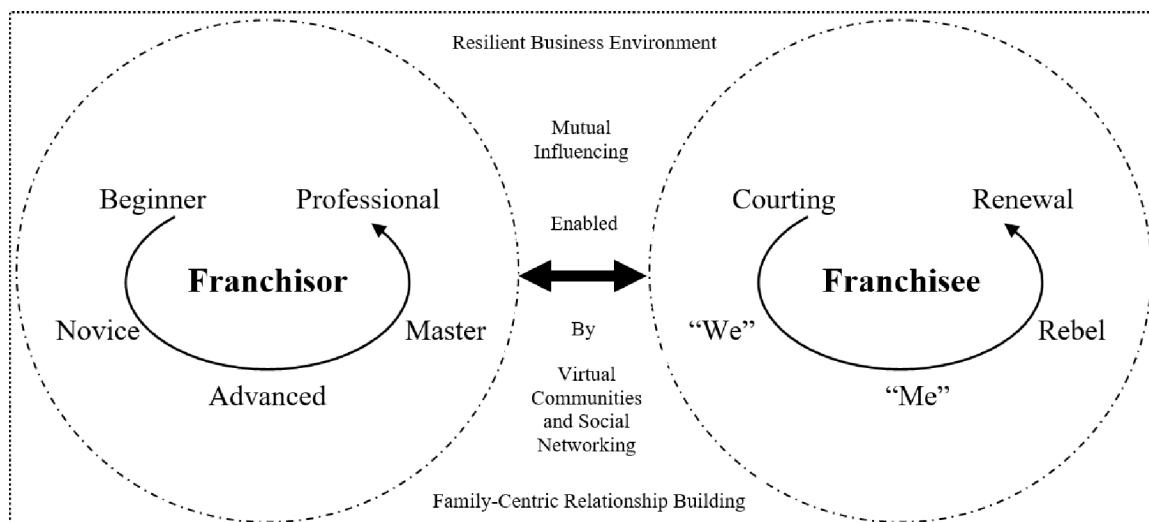 Resilient Business Environment
Mutual
Influencing
Beginner
Professional
Courting
Renewal
Enabled
Franchisor
Franchisee
Novice
Master
By
“We”
Rebel
Advanced
Virtual
Communities
and Social
Networking
“Me”
Family-Centric Relationship Building